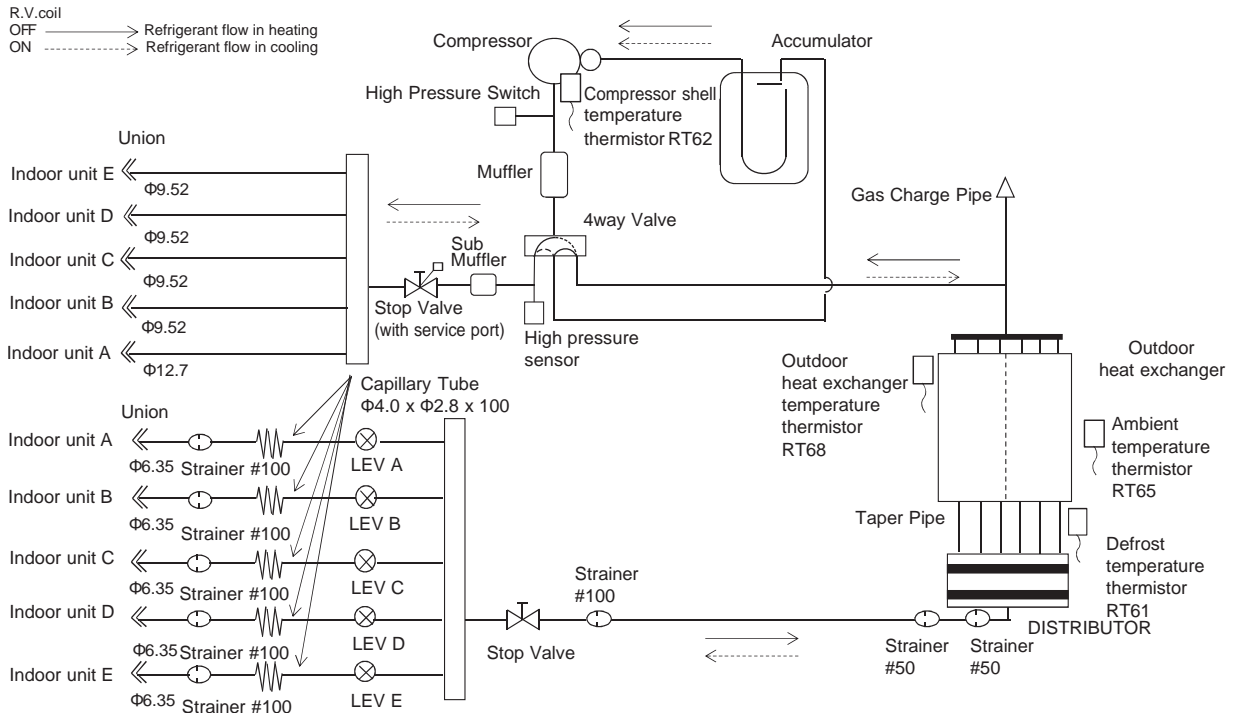 R.V.coil
OFF Refrigerant flow in heating
ON Refrigerant flow in cooling
Compressor
Accumulator
High Pressure Switch
Compressor shell
temperature
thermistor RT62
Union
Muffler
Indoor unit E
Φ9.52
Indoor unit D
Φ9.52
Indoor unit C
Φ9.52
Indoor unit B
Φ9.52
Indoor unit A
Φ12.7
4way Valve
Sub
Muffler
Stop Valve
(with service port)
High pressure
sensor
Gas Charge Pipe
Outdoor
heat exchanger
temperature
thermistor
RT68
Outdoor
heat exchanger
Ambient
temperature
thermistor
RT65
Taper Pipe
Defrost
temperature
thermistor
RT61
DISTRIBUTOR
Capillary Tube
Φ4.0 x Φ2.8 x 100
Union
Indoor unit A
Φ6.35
Strainer #100
LEV A
Indoor unit B
Φ6.35
Strainer #100
LEV B
Indoor unit C
Φ6.35
Strainer #100
LEV C
Indoor unit D
Φ6.35
Strainer #100
LEV D
Indoor unit E
Φ6.35
Strainer #100
LEV E
Stop Valve
Strainer
#100
Strainer
#50
Strainer
#50